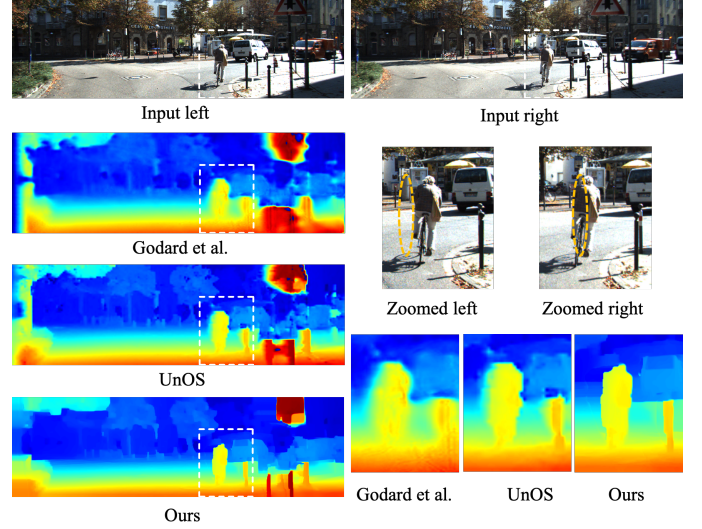 Input left
Input right
Godard et al.
Zoomed left
Zoomed right
UnOS
Godard et al.
UnOS
Ours
Ours